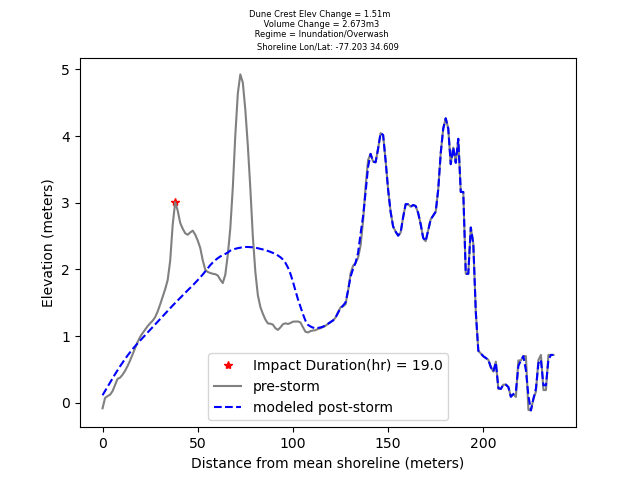 Dune Crest Elev Change = 1.51m
Volume Change = 2.673m3
Regime = Inundation/Overwash
Shoreline Lon/Lat: -77.203 34.609
5
4
3
2
1
0
Elevation (meters)
Impact Duration(hr) = 19.0
pre-storm
modeled post-storm
0 50 100 150 200
Distance from mean shoreline (meters)